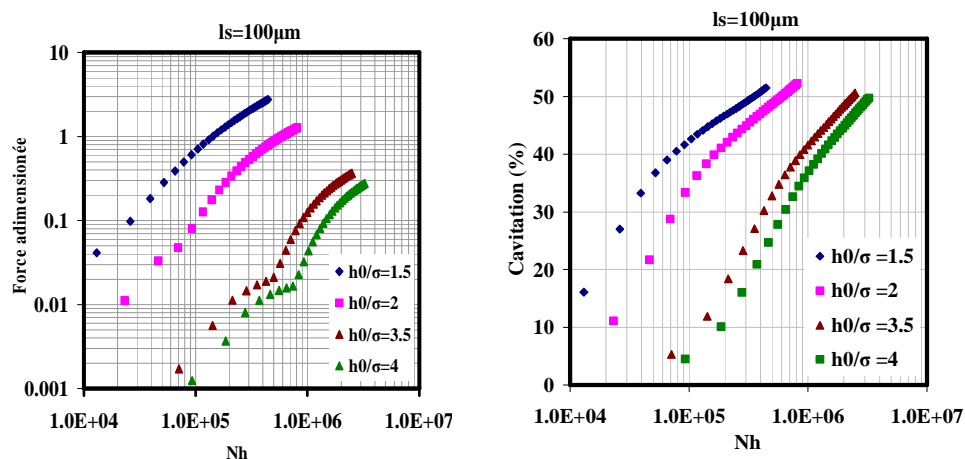 ls=100µm
Force adimensionée
10
1
0.1
0.01
0.001
1.0E+04
1.0E+05
1.0E+06
1.0E+07
Nh
h0/σ=1.5
h0/σ=2
h0/σ=3.5
h0/σ=4
ls=100µm
Cavitation (%)
60
50
40
30
20
10
0
1.0E+04
1.0E+05
1.0E+06
1.0E+07
Nh
h0/σ =1.5
h0/σ =2
h0/σ =3.5
h0/σ =4